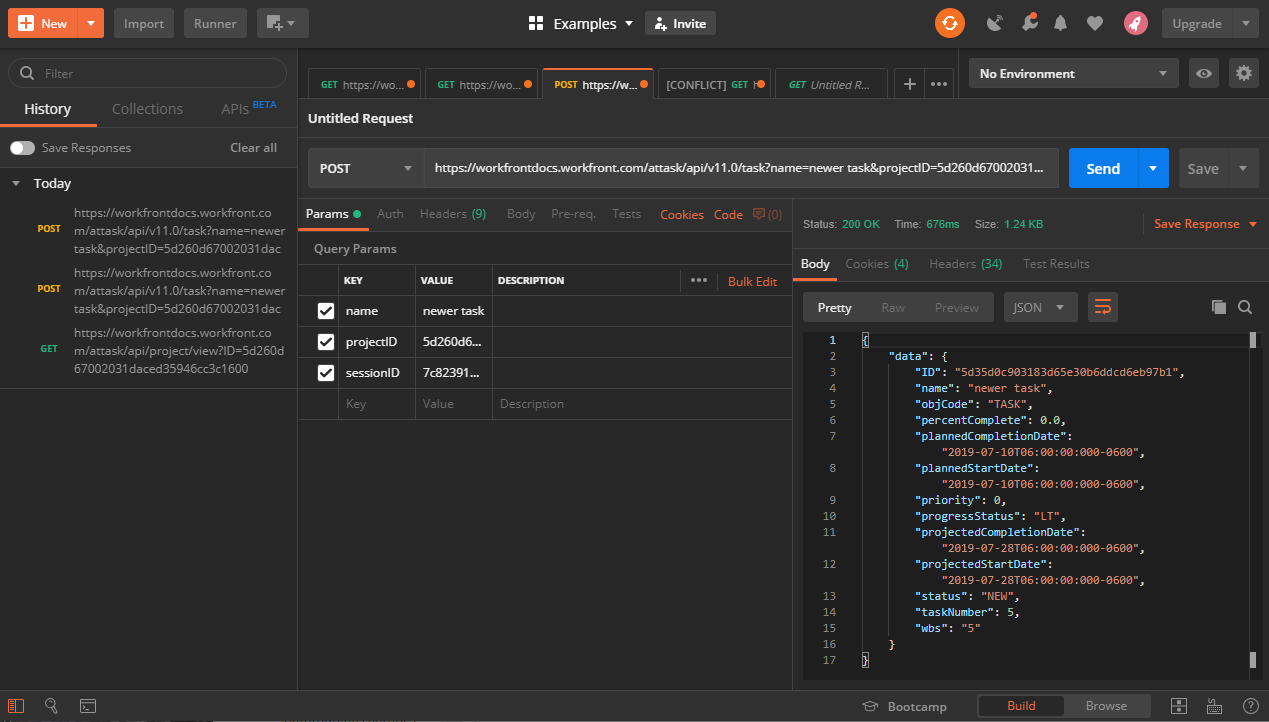 New
Import
Runner
Examples
Invite
Upgrade
Filter
History
Collections
APIs BETA
Save Responses
Clear all
Today
POST
https://workfrontdocs.workfront.co
m/attask/api/v11.0/task?name=newer
task&projectID=5d260d67002031dac
POST
https://workfrontdocs.workfront.co
m/attask/api/v11.0/task?name=newer
task&projectID=5d260d67002031dac
GET
https://workfrontdocs.workfront.co
m/attask/api/project/view?ID=5d260d
67002031daced35946cc3c1600
GET https://wo...
GET https://wo...
POST https://w...
[CONFLICT] GET h
GET Untitled R...
No Environment
Untitled Request
POST
https://workfrontdocs.workfront.com/attask/api/v11.0/task?name=newer task&projectID=5d260d67002031...
Send
Save
Params
Auth
Headers (9)
Body
Pre-req.
Tests
Cookies
Code
(0)
Query Params
KEY VALUE DESCRIPTION
Bulk Edit
name newer task
projectID 5d260d6...
sessionID 7c82391...
Key Value Description
Status: 200 OK Time: 676ms Size: 1.24 KB
Save Response
Body
Cookies (4)
Headers (34)
Test Results
Pretty Raw Preview JSON
1 {
2 "data": {
3 "ID": "5d35d0c903183d65e30b6ddcd6eb97b1",
4 "name": "newer task",
5 "objCode": "TASK",
6 "percentComplete": 0.0,
7 "plannedCompletionDate":
"2019-07-10T06:00:00:000-0600",
8 "plannedStartDate":
"2019-07-10T06:00:00:000-0600",
9 "priority": 0,
10 "progressStatus": "LT",
11 "projectedCompletionDate":
"2019-07-28T06:00:00:000-0600",
12 "projectedStartDate":
"2019-07-28T06:00:00:000-0600",
13 "status": "NEW",
14 "taskNumber": 5,
15 "wbs": "5"
16 }
17 }
Bootcamp
Build
Browse